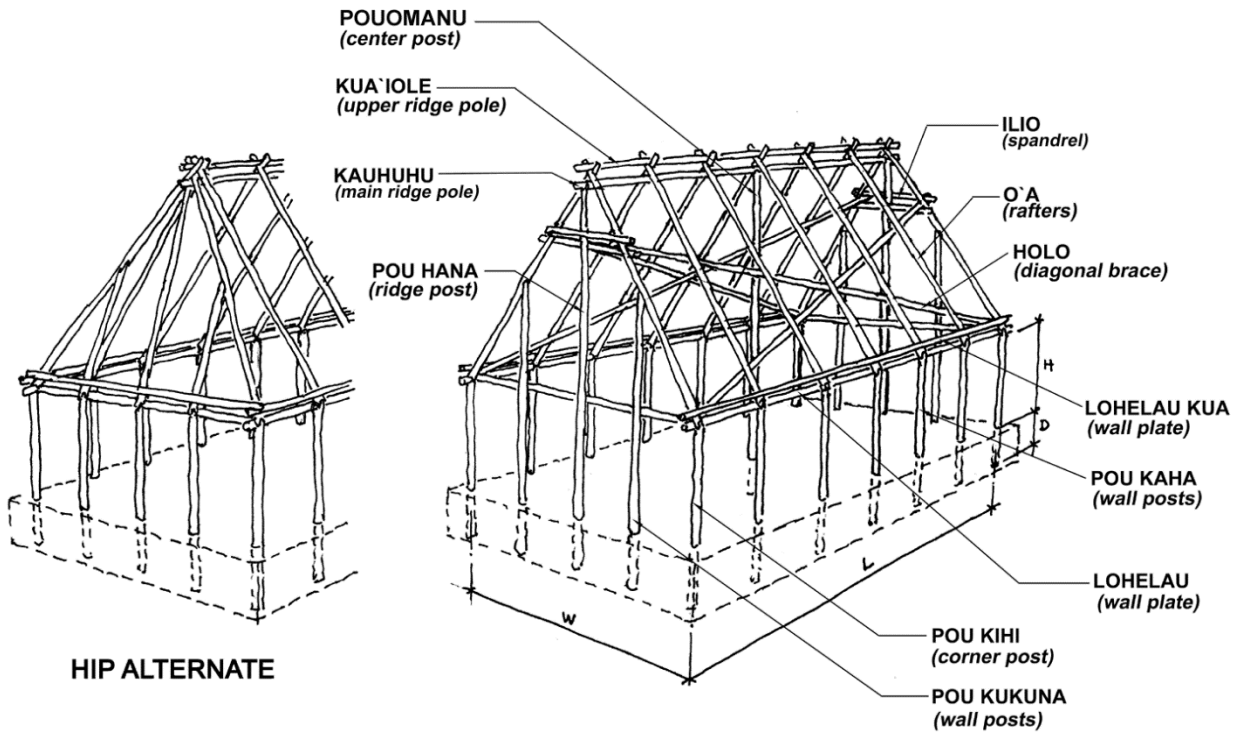 POUOMANU
(center post)
KUA`IOLE
(upper ridge pole)
KAUHUHU
(main ridge pole)
POU HANA
(ridge post)
ILIO
(spandrel)
O`A
(rafters)
HOLO
(diagonal brace)
H
D
LOHELAU KUA
(wall plate)
POU KAHA
(wall posts)
L
LOHELAU
(wall plate)
W
POU KIHI
(corner post)
POU KUKUNA
(wall posts)
HIP ALTERNATE